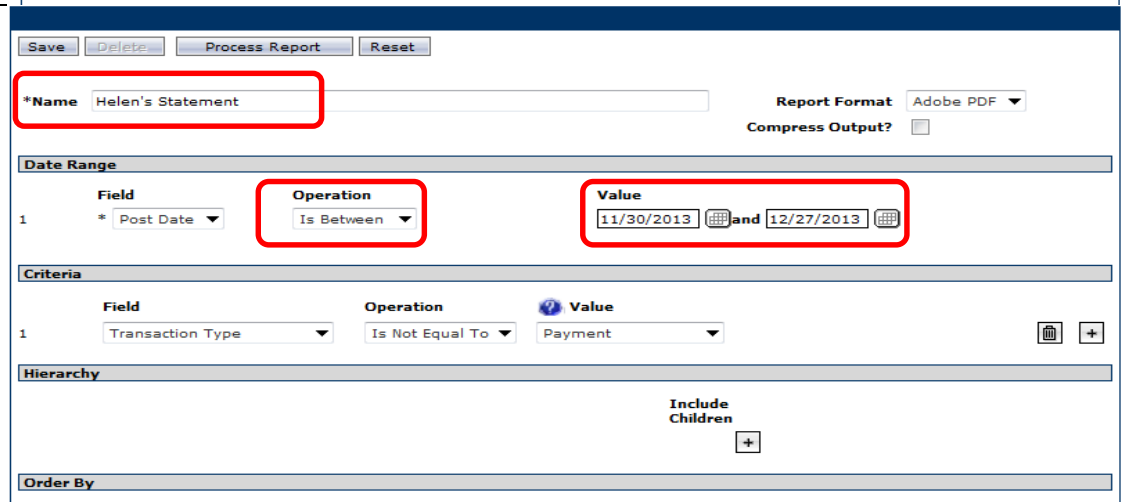 Save Delete Process Report Reset
*Name Helen's Statement Report Format Adobe PDF
Compress Output?
Date Range
Field Operation Value
1 * Post Date Is Between 11/30/2013 and 12/27/2013
Criteria
Field Operation ? Value
1 Transaction Type Is Not Equal To Payment +
Hierarchy
Include
Children
+
Order By